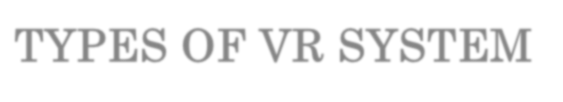 TYPES OF VR SYSTEM